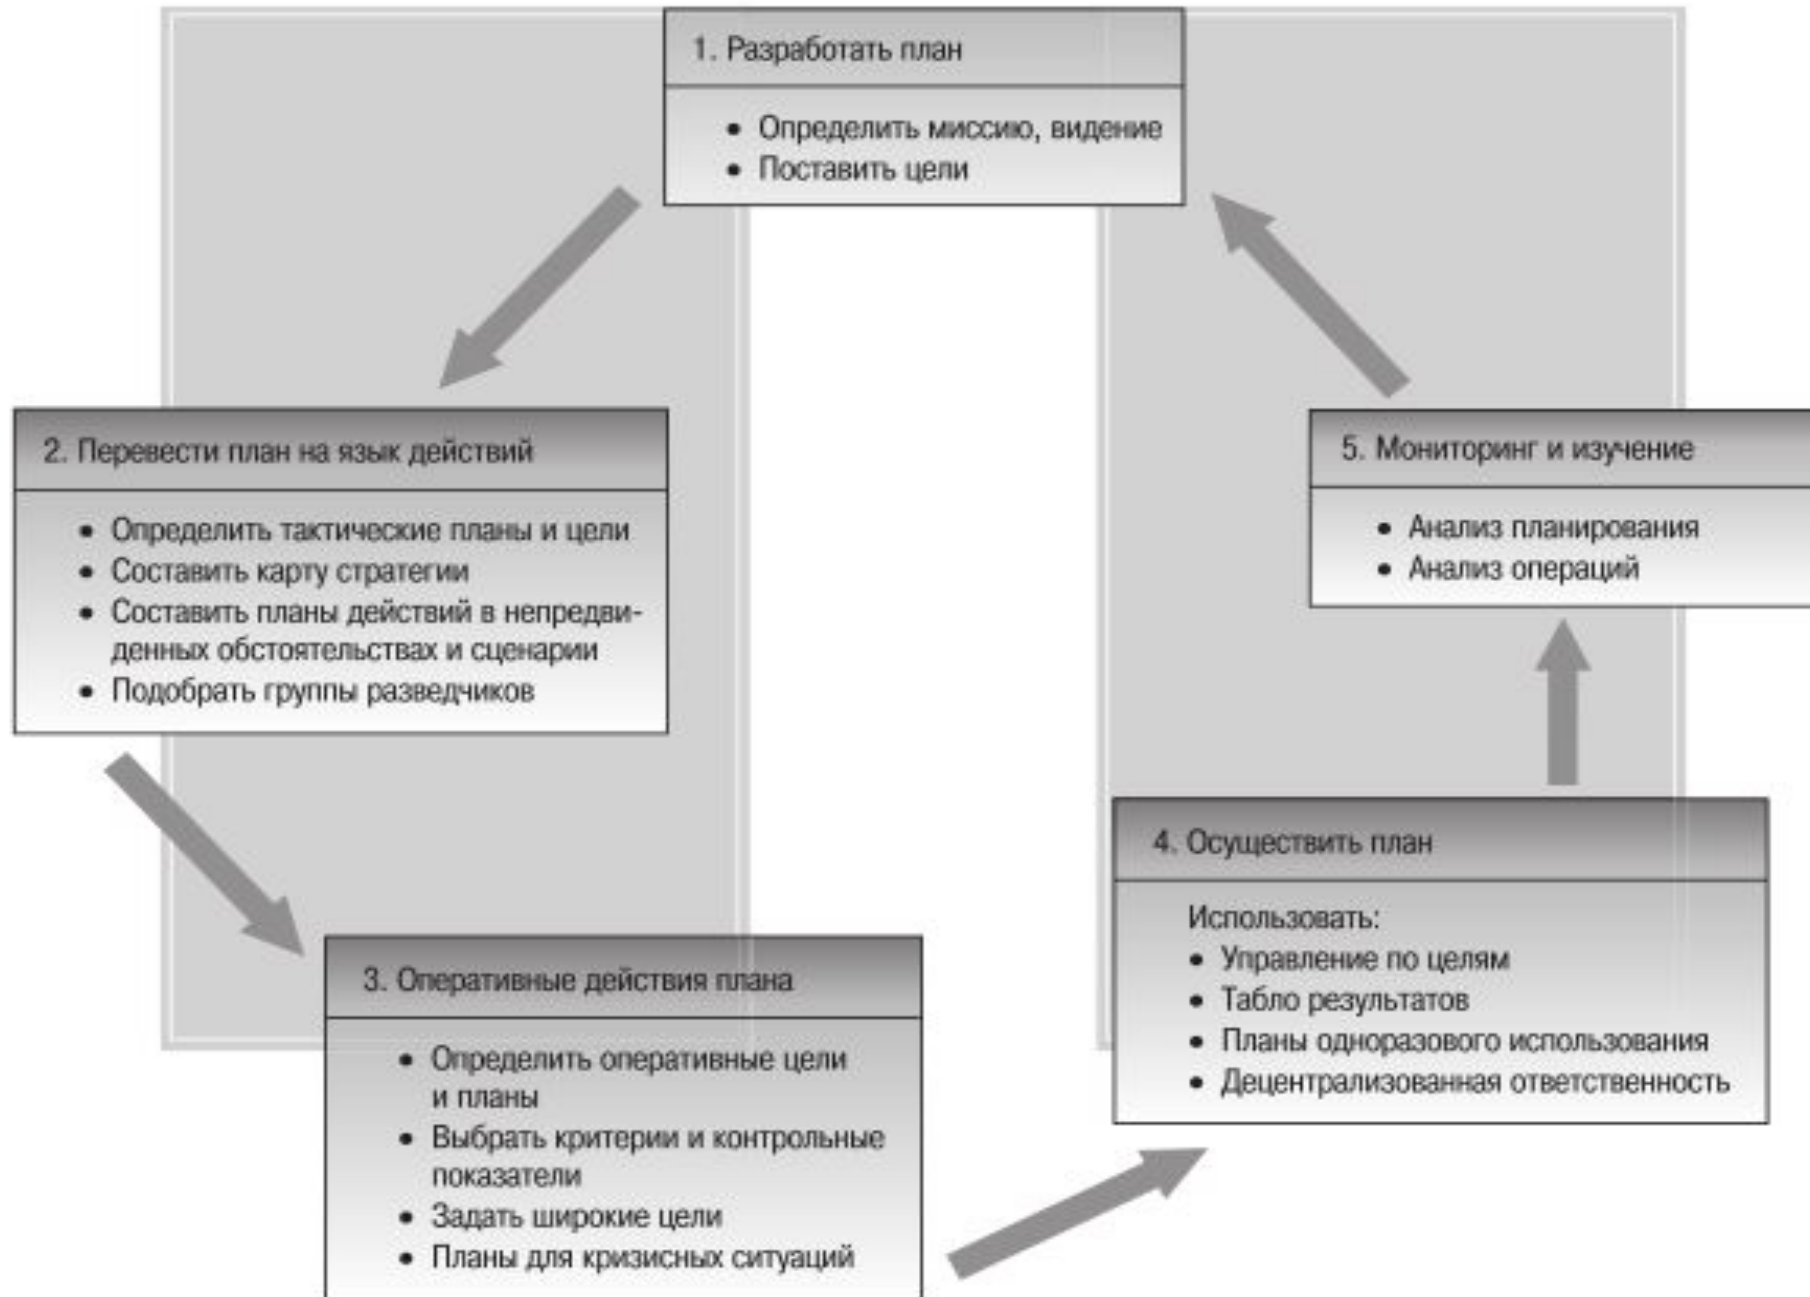 1. Разработать план
• Определить миссию, видение
• Поставить цели
2. Перевести план на язык действий
• Определить тактические планы и цели
• Составить карту стратегии
• Составить планы действий в непредви-
денных обстоятельствах и сценарии
• Подобрать группы разведчиков
3. Оперативные действия плана
• Определить оперативные цели
и планы
• Выбрать критерии и контрольные
показатели
• Задать широкие цели
• Планы для кризисных ситуаций
4. Осуществить план
Использовать:
• Управление по целям
• Табло результатов
• Планы одноразового использования
• Децентрализованная ответственность
5. Мониторинг и изучение
• Анализ планирования
• Анализ операций